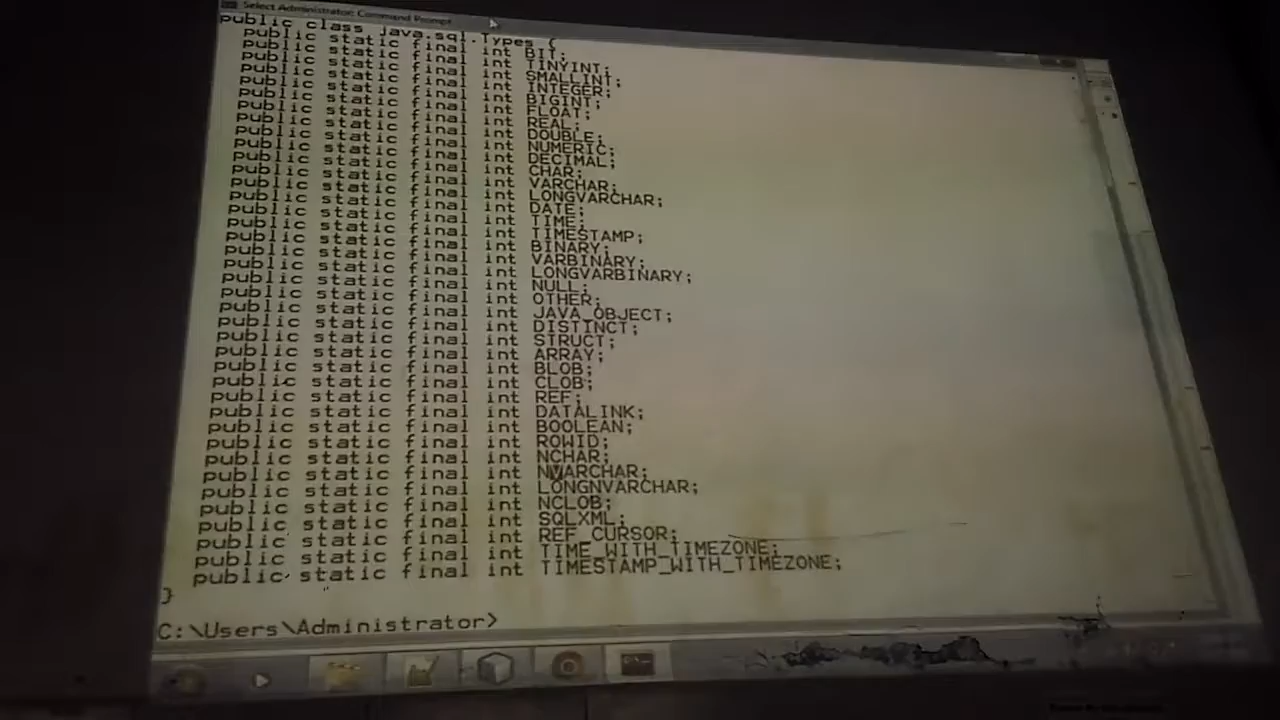 Select Administrator: Command Prompt
public class java.sql.Types {
public static final int BIT;
public static final int TINYINT;
public static final int SMALLINT;
public static final int INTEGER;
public static final int BIGINT;
public static final int FLOAT;
public static final int REAL;
public static final int DOUBLE;
public static final int NUMERIC;
public static final int DECIMAL;
public static final int CHAR;
public static final int VARCHAR;
public static final int LONGVARCHAR;
public static final int DATE;
public static final int TIME;
public static final int TIMESTAMP;
public static final int BINARY;
public static final int VARBINARY;
public static final int LONGVARBINARY;
public static final int NULL;
public static final int OTHER;
public static final int JAVA_OBJECT;
public static final int DISTINCT;
public static final int STRUCT;
public static final int ARRAY;
public static final int BLOB;
public static final int CLOB;
public static final int REF;
public static final int DATALINK;
public static final int BOOLEAN;
public static final int ROWID;
public static final int NCHAR;
public static final int NVARCHAR;
public static final int LONGNVARCHAR;
public static final int NCLOB;
public static final int SQLXML;
public static final int REF_CURSOR;
public static final int TIME_WITH_TIMEZONE;
public static final int TIMESTAMP_WITH_TIMEZONE;
}
C:\Users\Administrator>